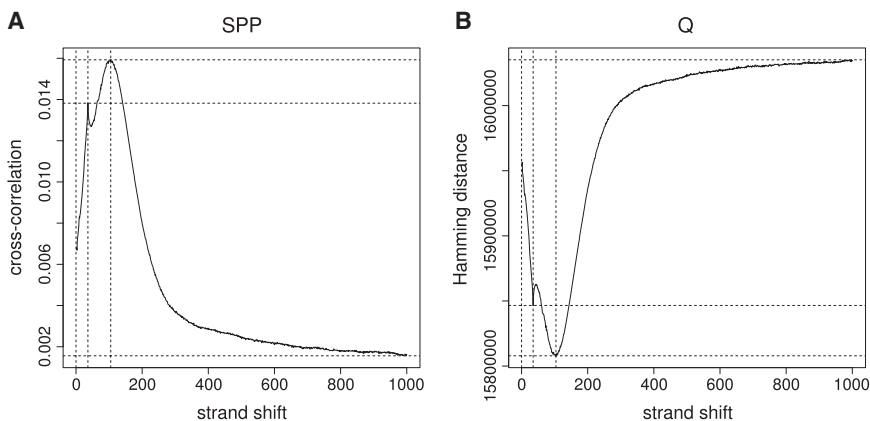 A
SPP
cross-correlation
0.002
0.006
0.010
0.014
0
200
400
600
800
1000
strand shift
B
Q
Hamming distance
15800000
15900000
16000000
0
200
400
600
800
1000
strand shift